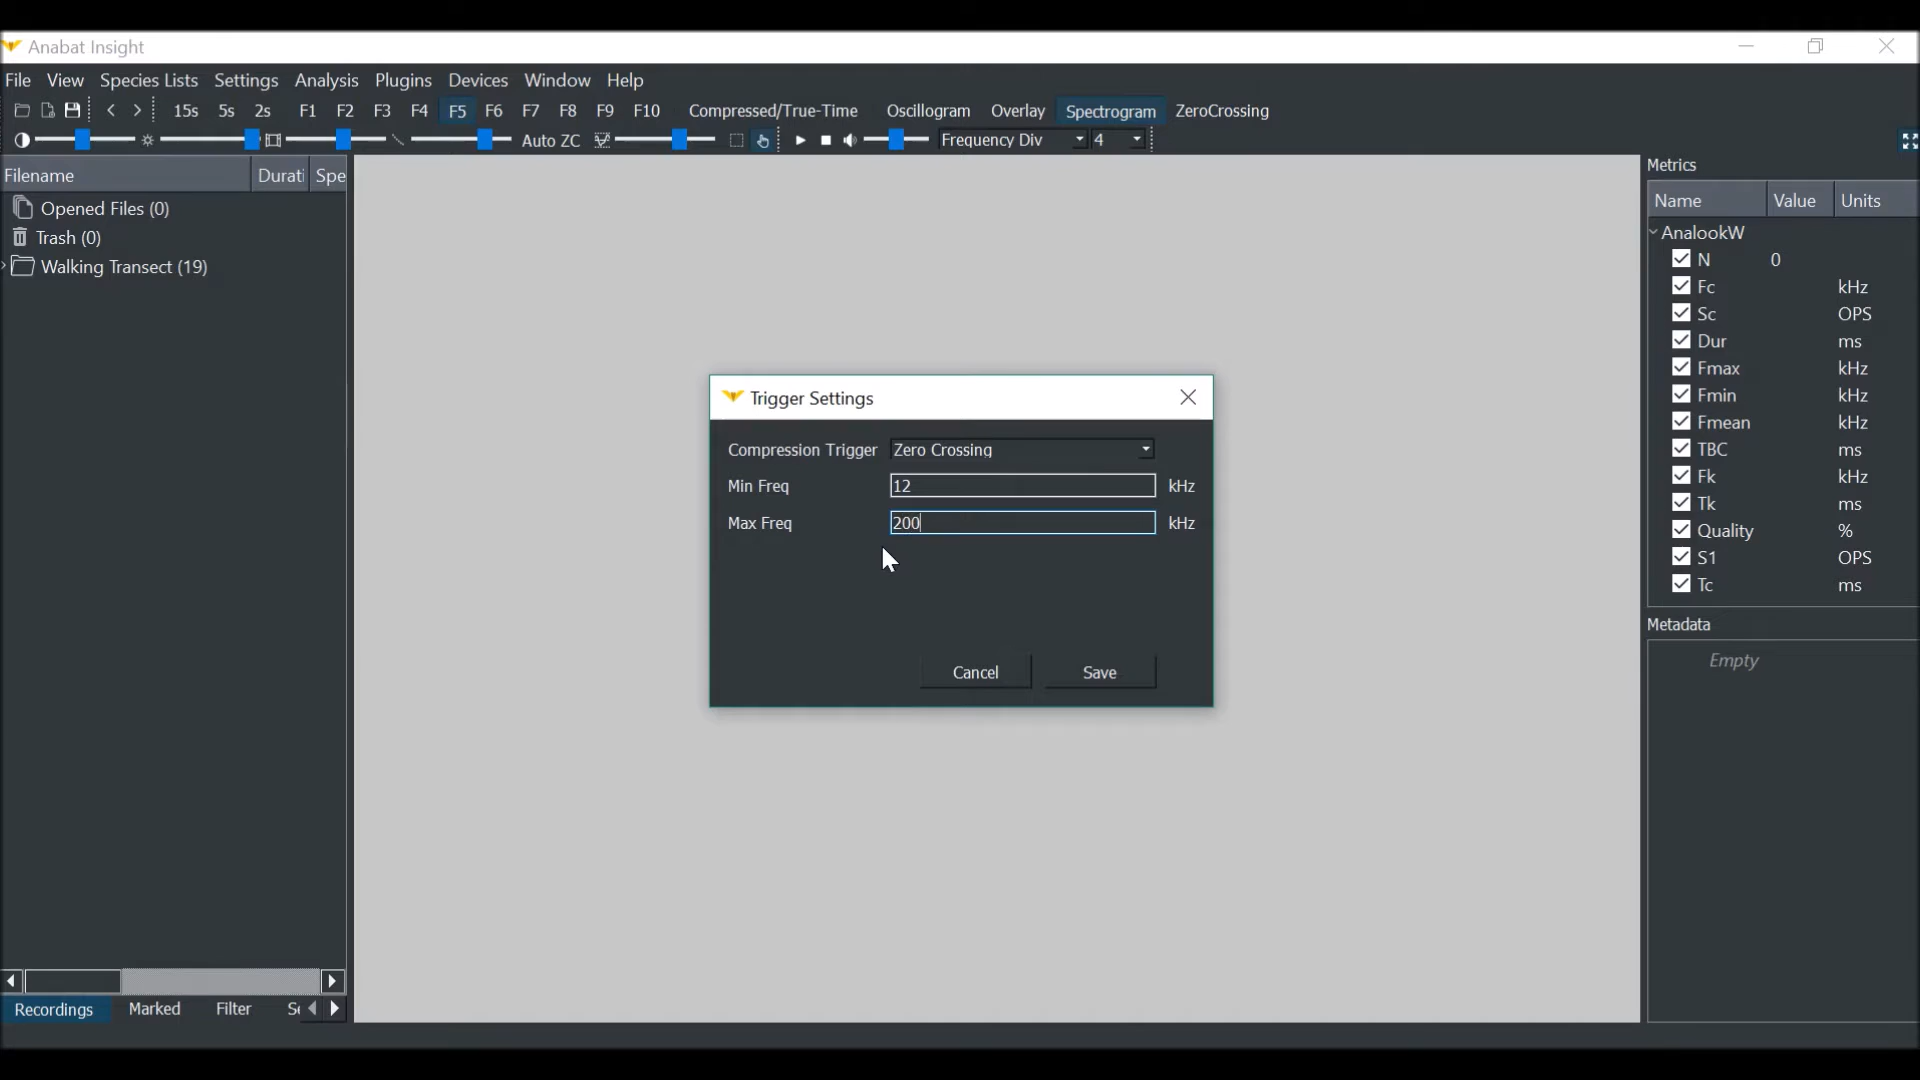 Anabat Insight
File View Species Lists Settings Analysis Plugins Devices Window Help
15s 5s 2s F1 F2 F3 F4 F5 F6 F7 F8 F9 F10 Compressed/True-Time Oscillogram Overlay Spectrogram ZeroCrossing
Auto ZC Frequency Div 4
Filename Durati Spe
Opened Files (0)
Trash (0)
Walking Transect (19)
Recordings Marked Filter Se
Trigger Settings
Compression Trigger Zero Crossing
Min Freq 12 kHz
Max Freq 200 kHz
Cancel Save
Metrics
Name Value Units
AnalookW
N 0
Fc kHz
Sc OPS
Dur ms
Fmax kHz
Fmin kHz
Fmean kHz
TBC ms
Fk kHz
Tk ms
Quality %
S1 OPS
Tc ms
Metadata
Empty